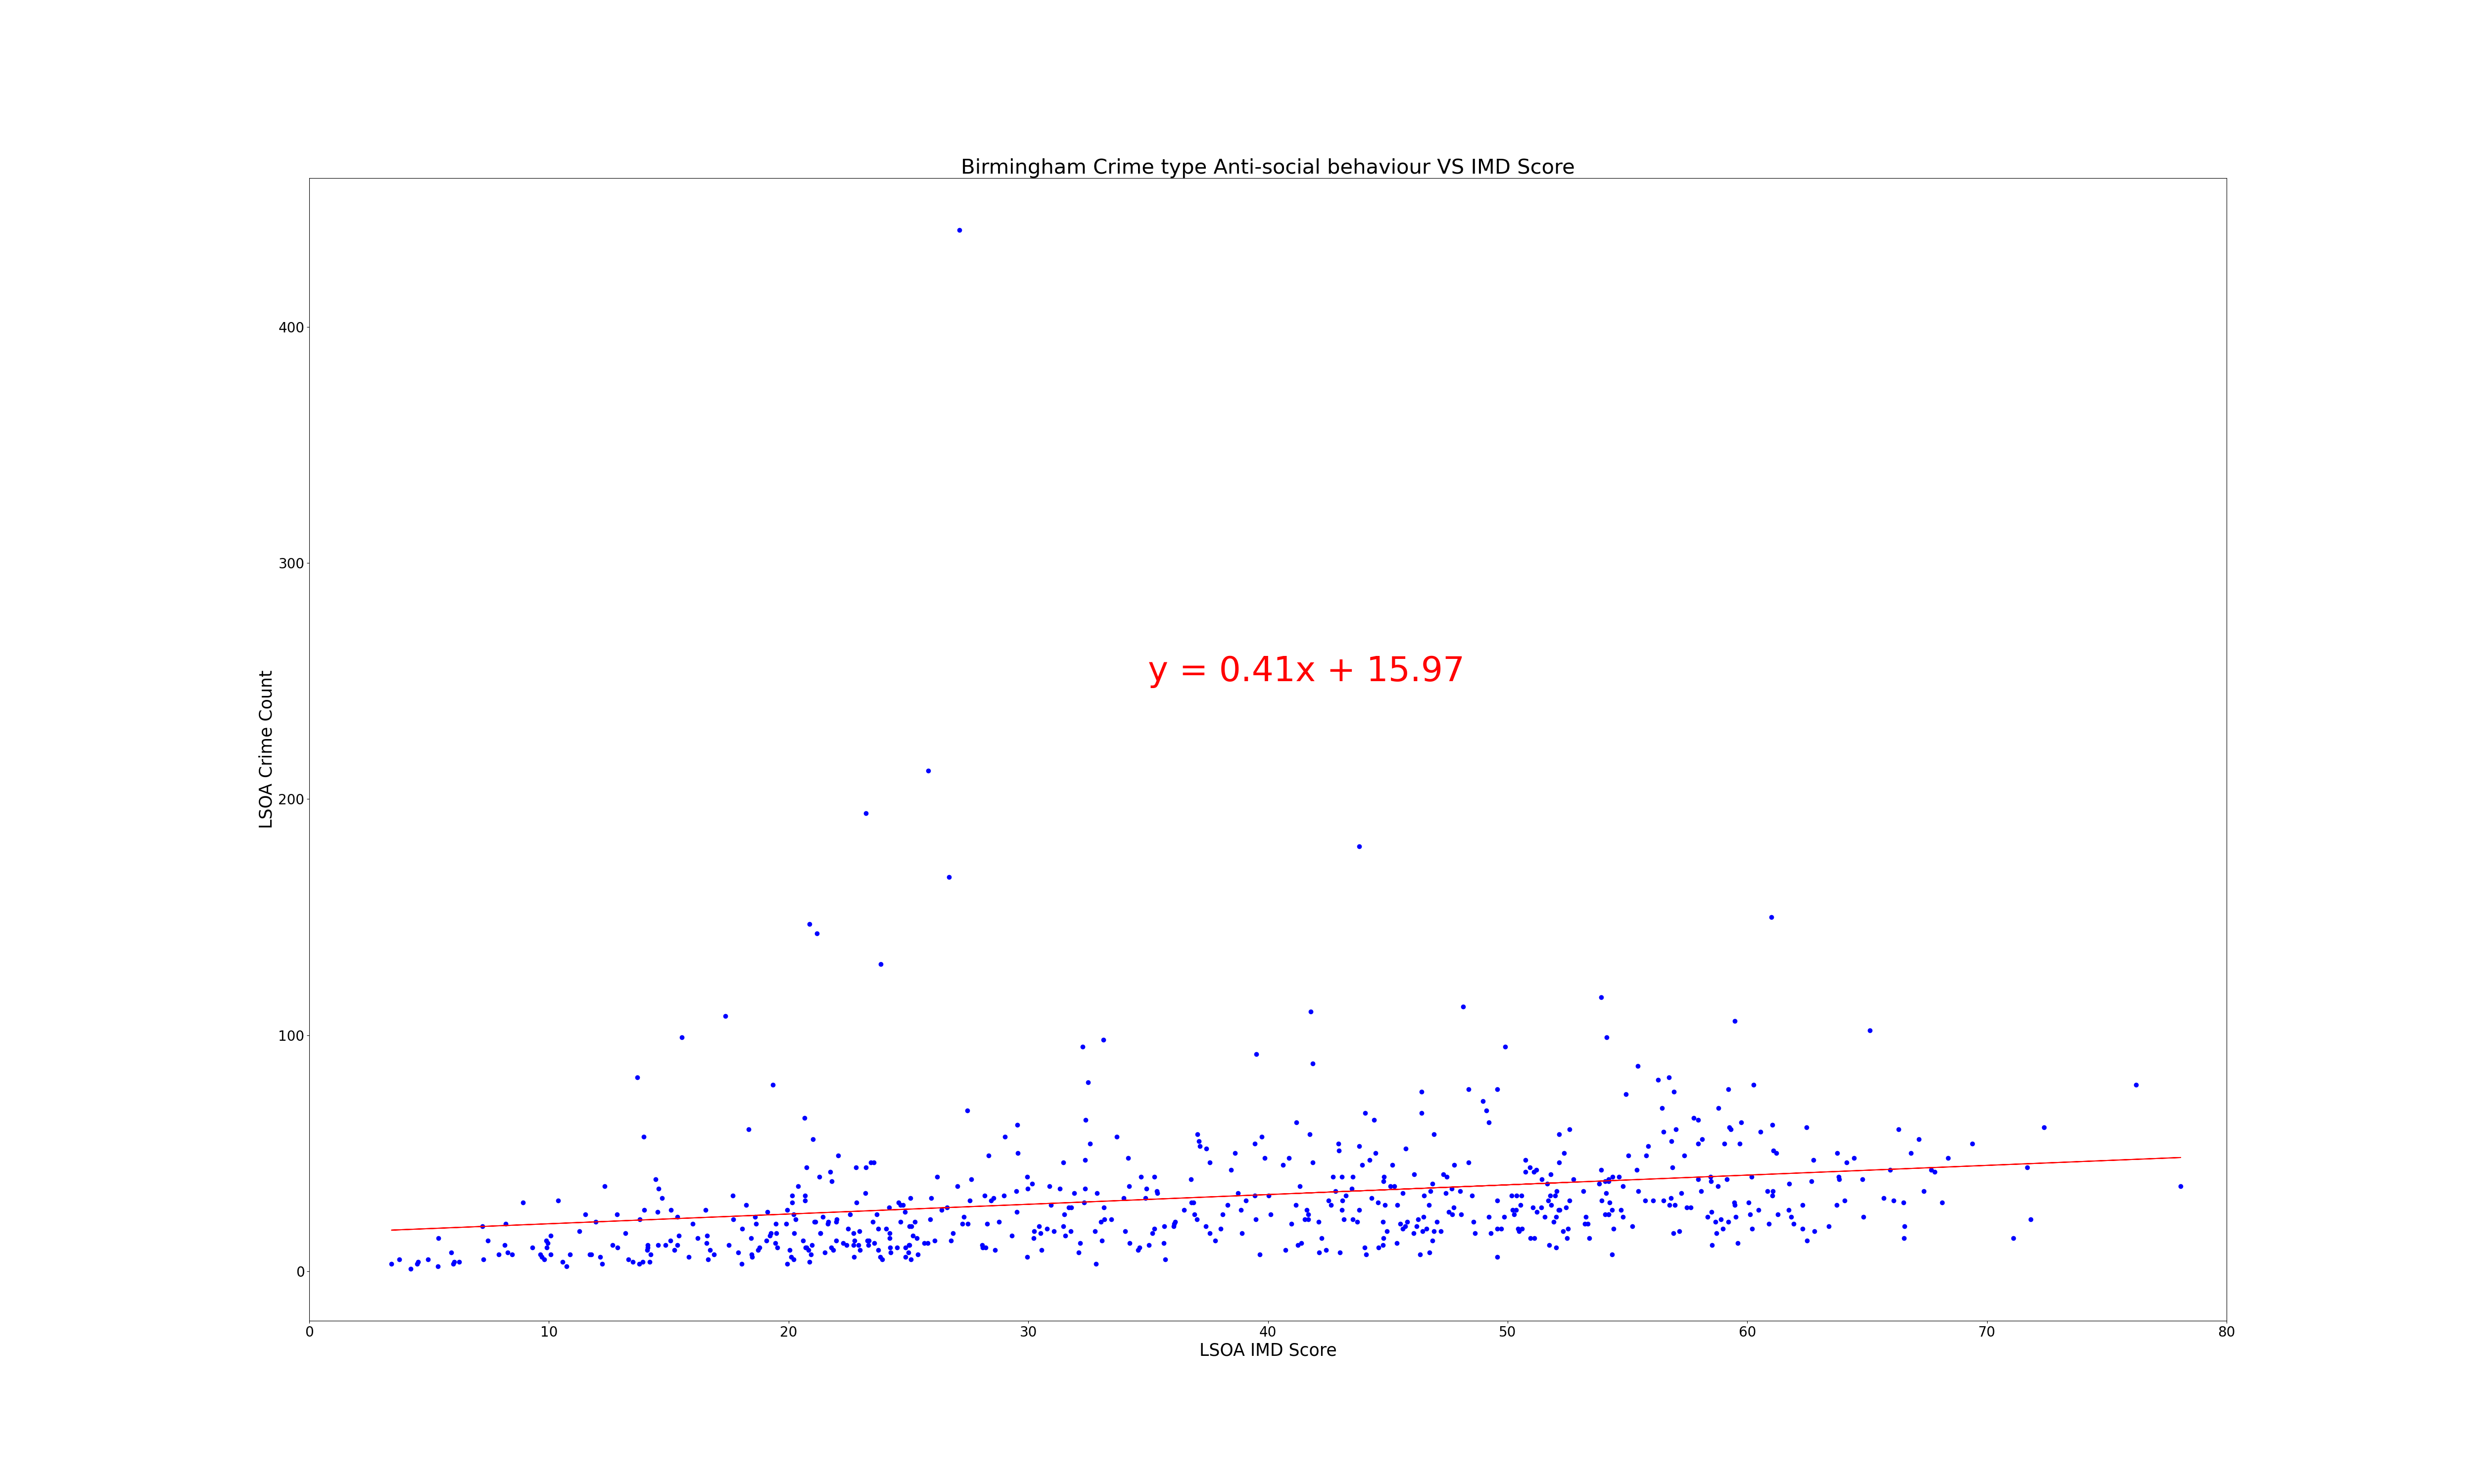 Birmingham Crime type Anti-social behaviour VS IMD Score
LSOA Crime Count
400
300
200
100
0
y = 0.41x + 15.97
0 10 20 30 40 50 60 70 80
LSOA IMD Score